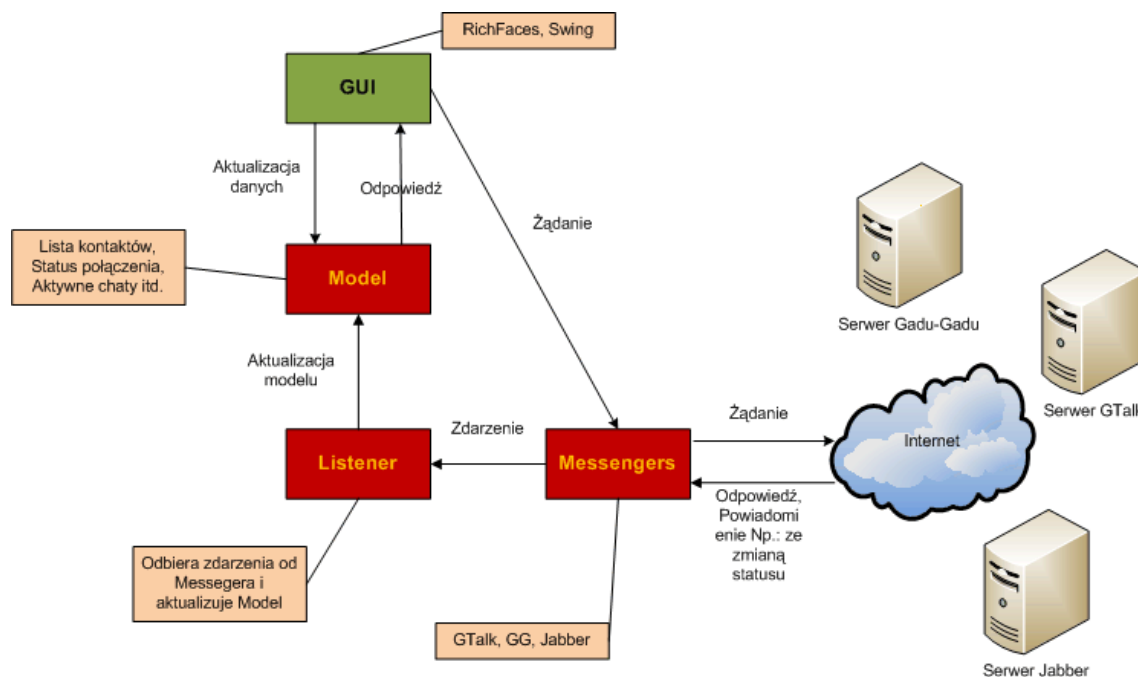 RichFaces, Swing
GUI
Aktualizacja
danych
Odpowiedź
Żądanie
Lista kontaktów,
Status połączenia,
Aktywne chaty itd.
Model
Serwer Gadu-Gadu
Aktualizacja
modelu
Serwer GTalk
Zdarzenie
Żądanie
Internet
Listener
Messengers
Odpowiedź,
Powiadomi
enie Np.: ze
zmianą
statusu
Odbiera zdarzenia od
Messegera i
aktualizuje Model
GTalk, GG, Jabber
Serwer Jabber